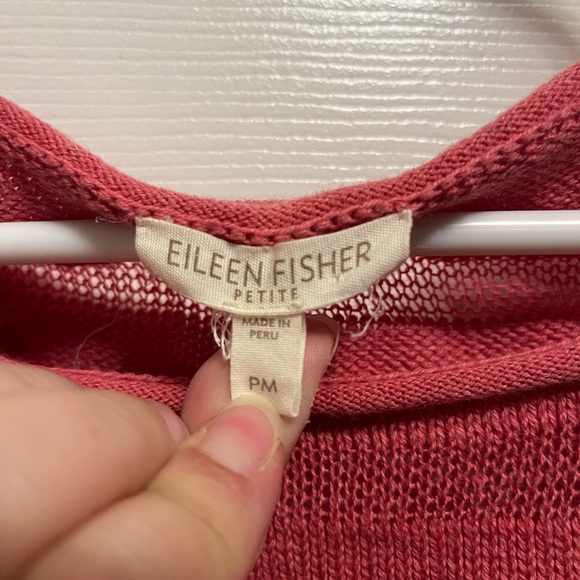 EILEEN FISHER
PETITE
MADE IN
PERU
PM